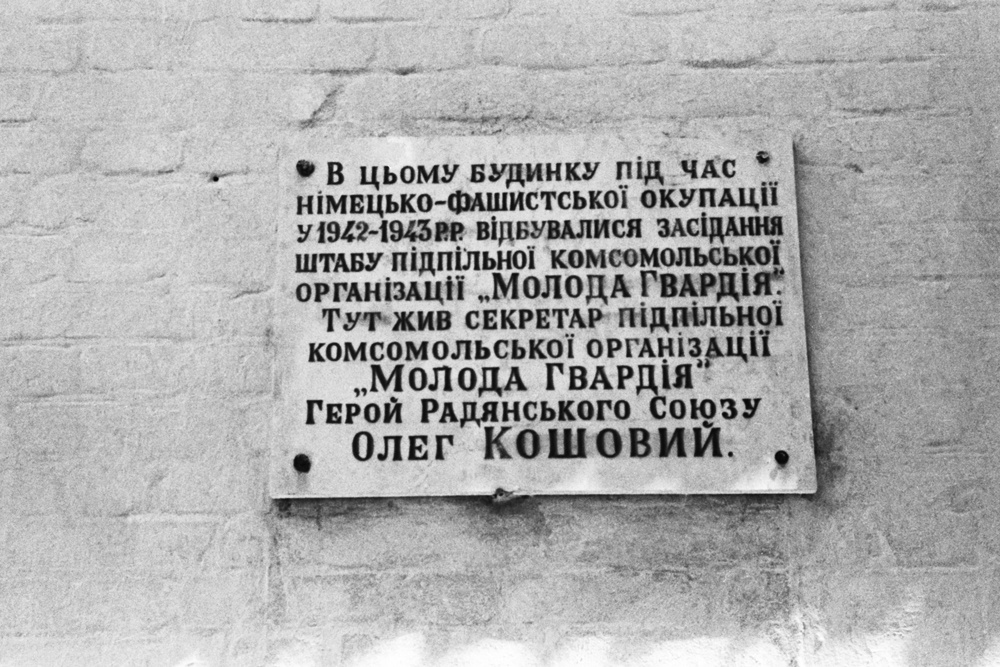 В цьому будинку під час
німецько-фашистської окупації
у 1942-1943 р.р. відбувалися засідання
штабу підпільної комсомольської
організації „Молода Гвардія".
Тут жив секретар підпільної
комсомольської організації
„Молода Гвардія"
Герой Радянського Союзу
Олег Кошовий.